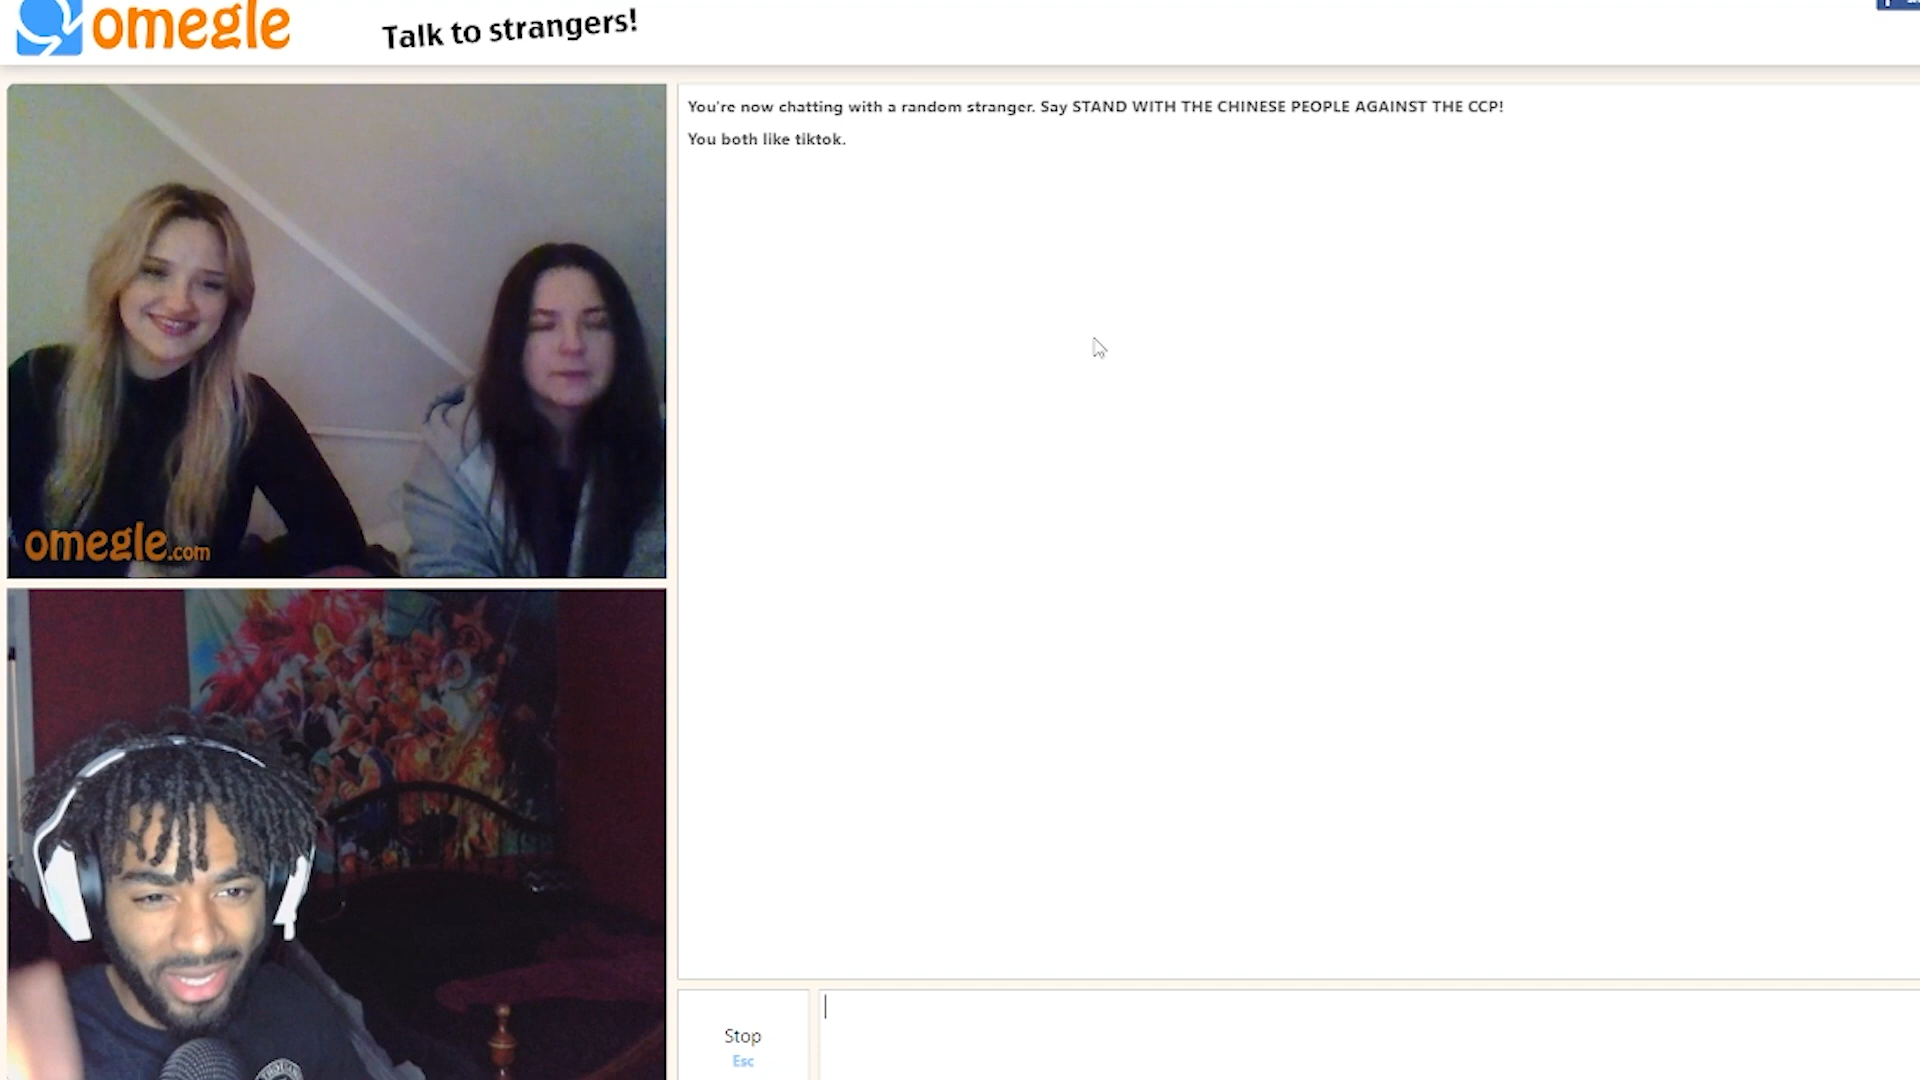 omegle
Talk to strangers!
You're now chatting with a random stranger. Say STAND WITH THE CHINESE PEOPLE AGAINST THE CCP!
You both like tiktok.
omegle.com
Stop
Esc